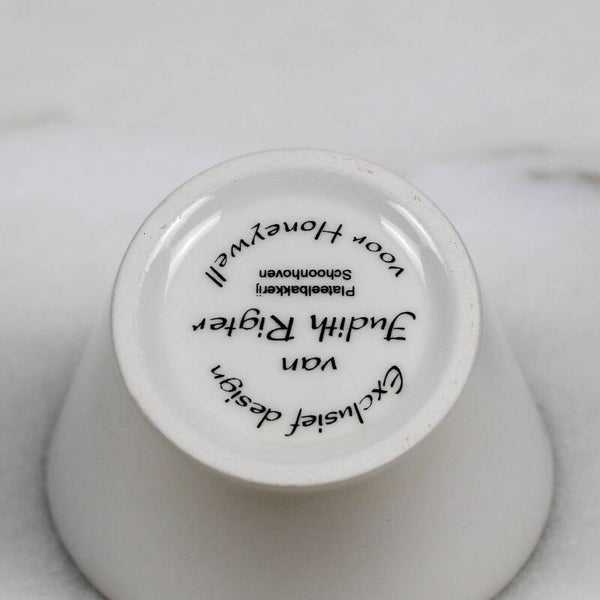 Exclusief design
van
Judith Rigter
Plateelbakkerij
Schoonhoven
voor Honeywell